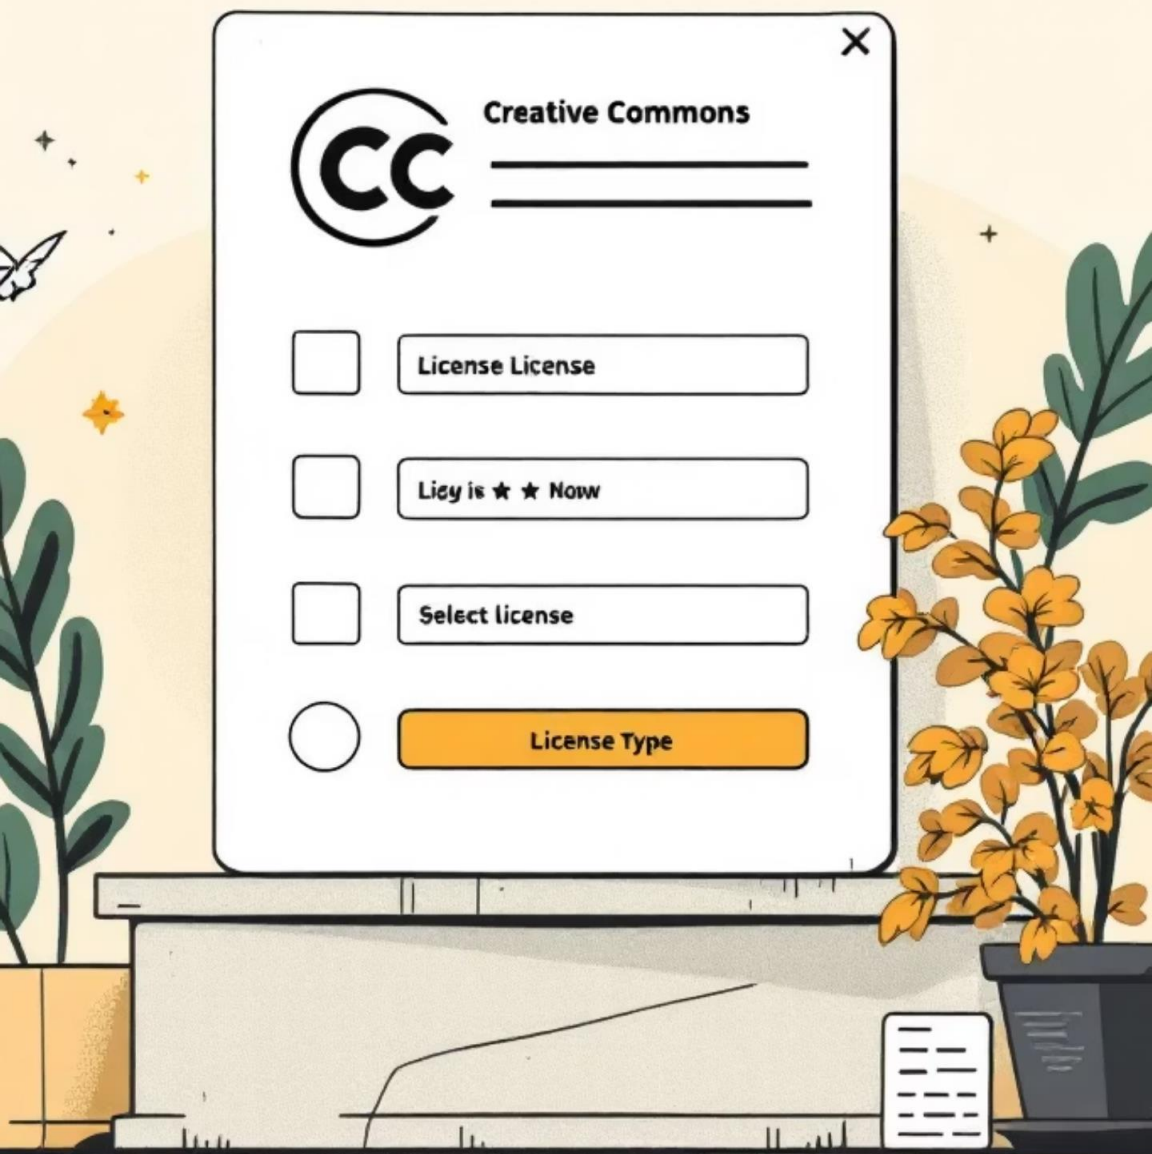 CC
Creative Commons
License License
Licy is ★ ★ Now
Select license
License Type